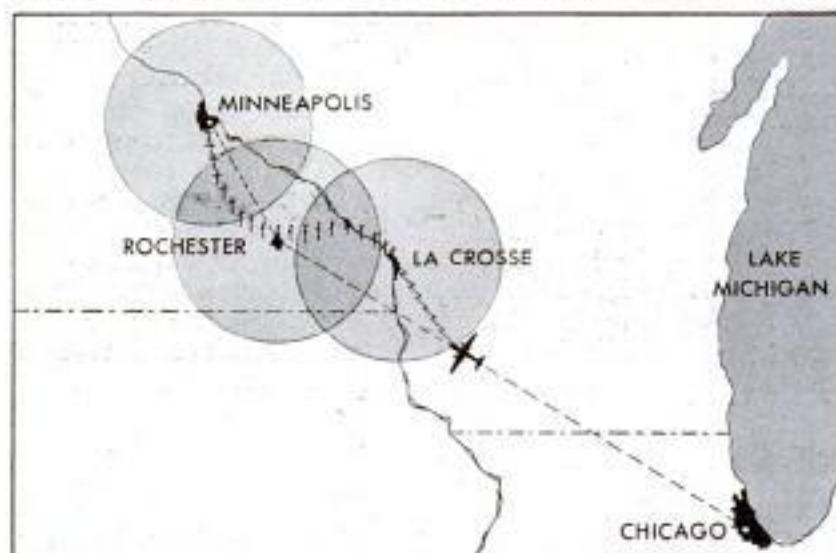 MINNEAPOLIS
ROCHESTER
LA CROSSE
LAKE
MICHIGAN
CHICAGO